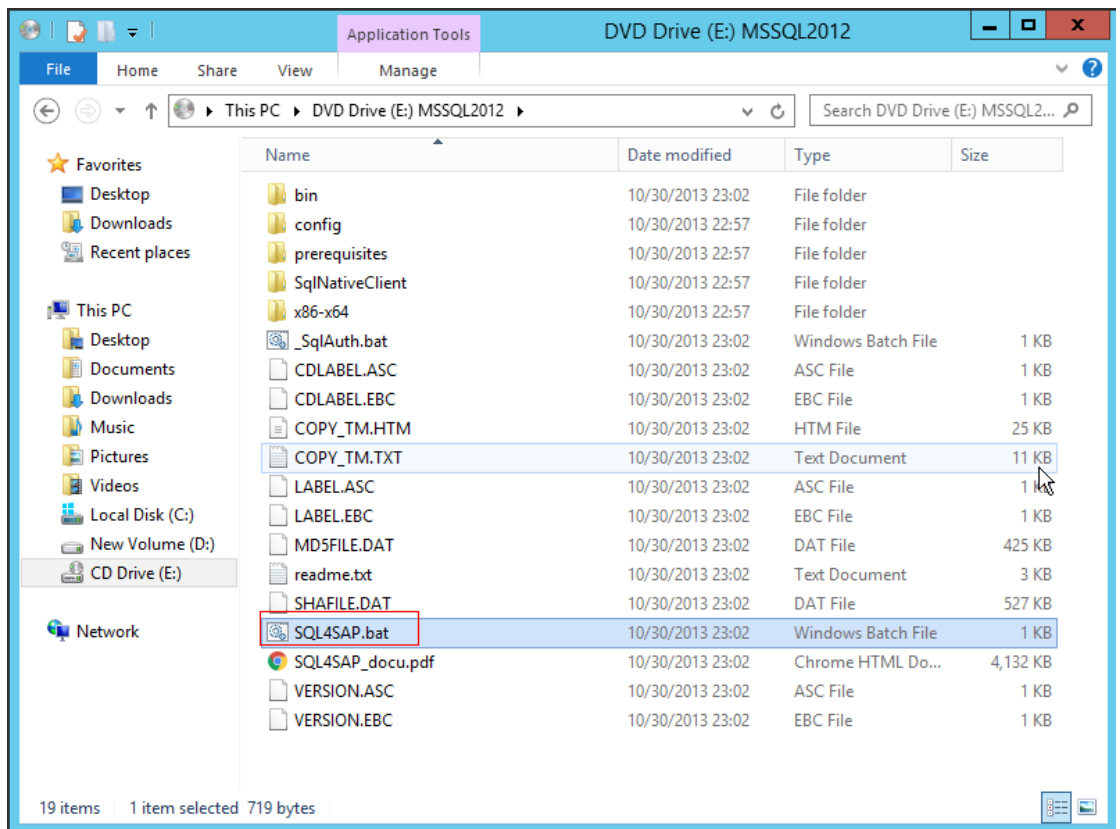 Application Tools DVD Drive (E:) MSSQL2012
File Home Share View Manage
This PC DVD Drive (E:) MSSQL2012 Search DVD Drive (E:) MSSQL2...
Name Date modified Type Size
Favorites
Desktop
Downloads
Recent places
This PC
Desktop
Documents
Downloads
Music
Pictures
Videos
Local Disk (C:)
New Volume (D:)
CD Drive (E:)
Network
bin 10/30/2013 23:02 File folder
config 10/30/2013 22:57 File folder
prerequisites 10/30/2013 22:57 File folder
SqlNativeClient 10/30/2013 22:57 File folder
x86-x64 10/30/2013 22:57 File folder
_SqlAuth.bat 10/30/2013 23:02 Windows Batch File 1 KB
CDLABEL.ASC 10/30/2013 23:02 ASC File 1 KB
CDLABEL.EBC 10/30/2013 23:02 EBC File 1 KB
COPY_TM.HTM 10/30/2013 23:02 HTM File 25 KB
COPY_TM.TXT 10/30/2013 23:02 Text Document 11 KB
LABEL.ASC 10/30/2013 23:02 ASC File 1 KB
LABEL.EBC 10/30/2013 23:02 EBC File 1 KB
MD5FILE.DAT 10/30/2013 23:02 DAT File 425 KB
readme.txt 10/30/2013 23:02 Text Document 3 KB
SHAFILE.DAT 10/30/2013 23:02 DAT File 527 KB
SQL4SAP.bat 10/30/2013 23:02 Windows Batch File 1 KB
SQL4SAP_docu.pdf 10/30/2013 23:02 Chrome HTML Do... 4,132 KB
VERSION.ASC 10/30/2013 23:02 ASC File 1 KB
VERSION.EBC 10/30/2013 23:02 EBC File 1 KB
19 items 1 item selected 719 bytes